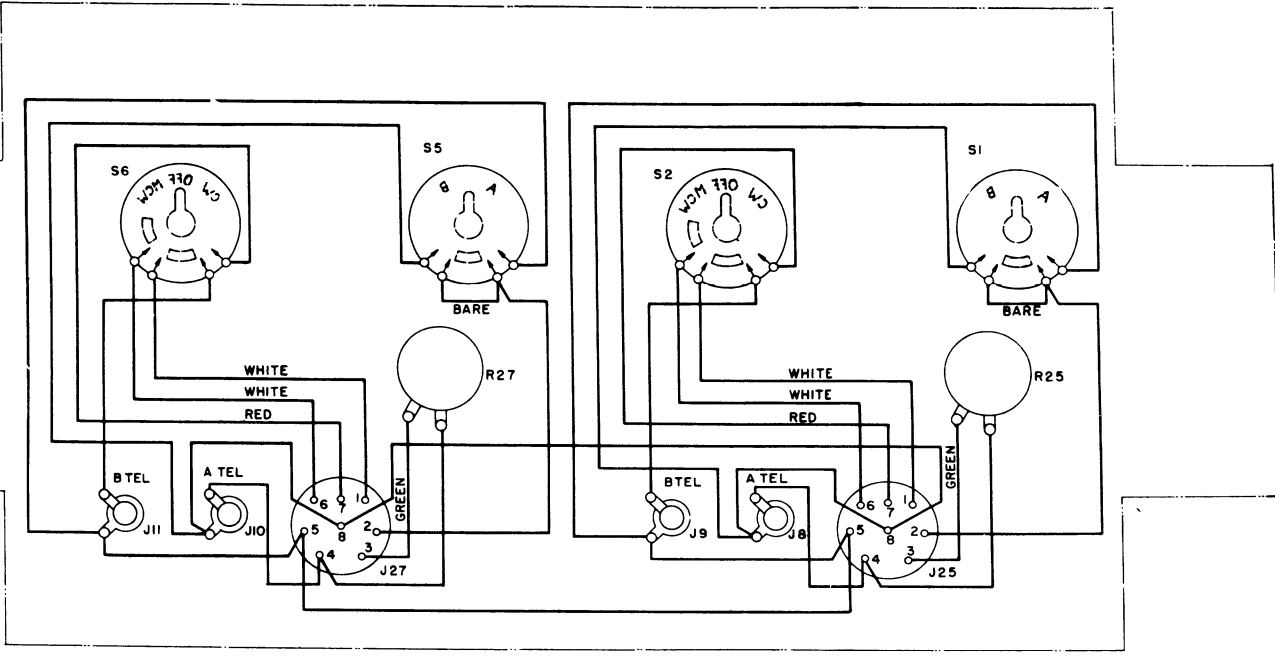 S5
S1
S6
S2
MCW OFF CW
B A
MCW OFF CW
B A
BARE
BARE
R27
R25
WHITE
WHITE
WHITE
WHITE
RED
RED
B TEL
A TEL
GREEN
BTEL
A TEL
GREEN
6 7 1
6 7 1
J11
J10
5 8 2
J9
J8
5 8 2
4 3
4 3
J27
J25